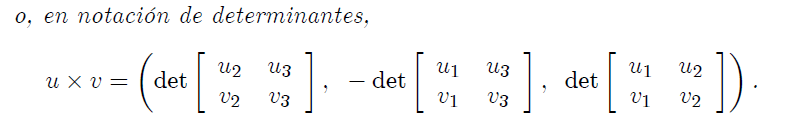 o, en notación de determinantes,
u × v = ( det [ u₂ u₃ ; v₂ v₃ ] , − det [ u₁ u₃ ; v₁ v₃ ] , det [ u₁ u₂ ; v₁ v₂ ] ) .